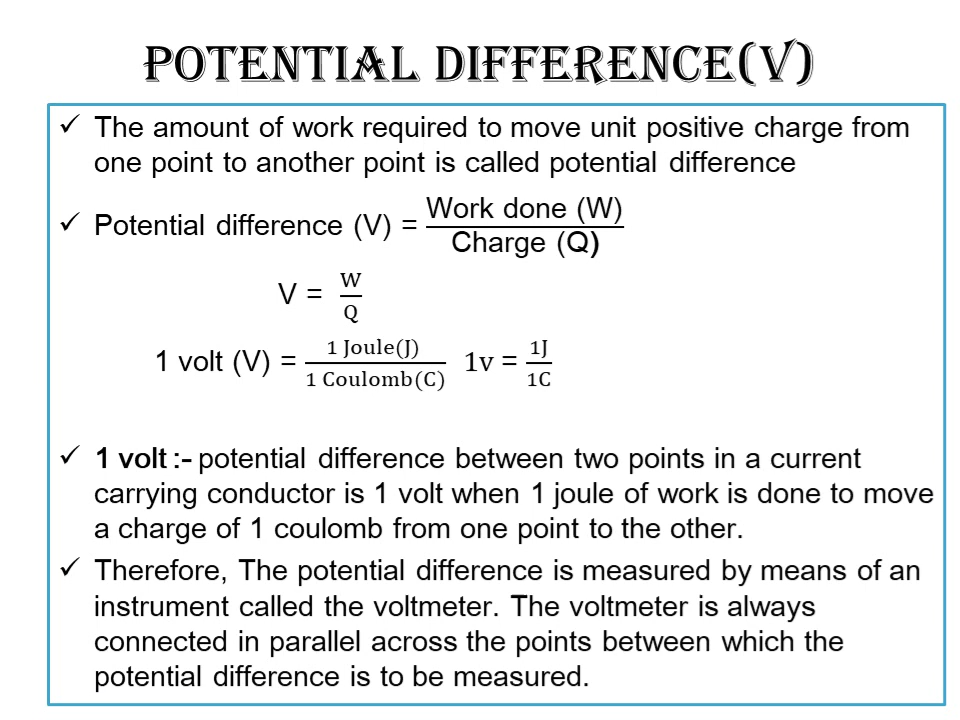 POTENTIAL DIFFERENCE(V)
✓ The amount of work required to move unit positive charge from
one point to another point is called potential difference
✓ Potential difference (V) = Work done (W) / Charge (Q)
V = W / Q
1 volt (V) = 1 Joule(J) / 1 Coulomb(C) 1v = 1J / 1C
✓ 1 volt :- potential difference between two points in a current
carrying conductor is 1 volt when 1 joule of work is done to move
a charge of 1 coulomb from one point to the other.
✓ Therefore, The potential difference is measured by means of an
instrument called the voltmeter. The voltmeter is always
connected in parallel across the points between which the
potential difference is to be measured.